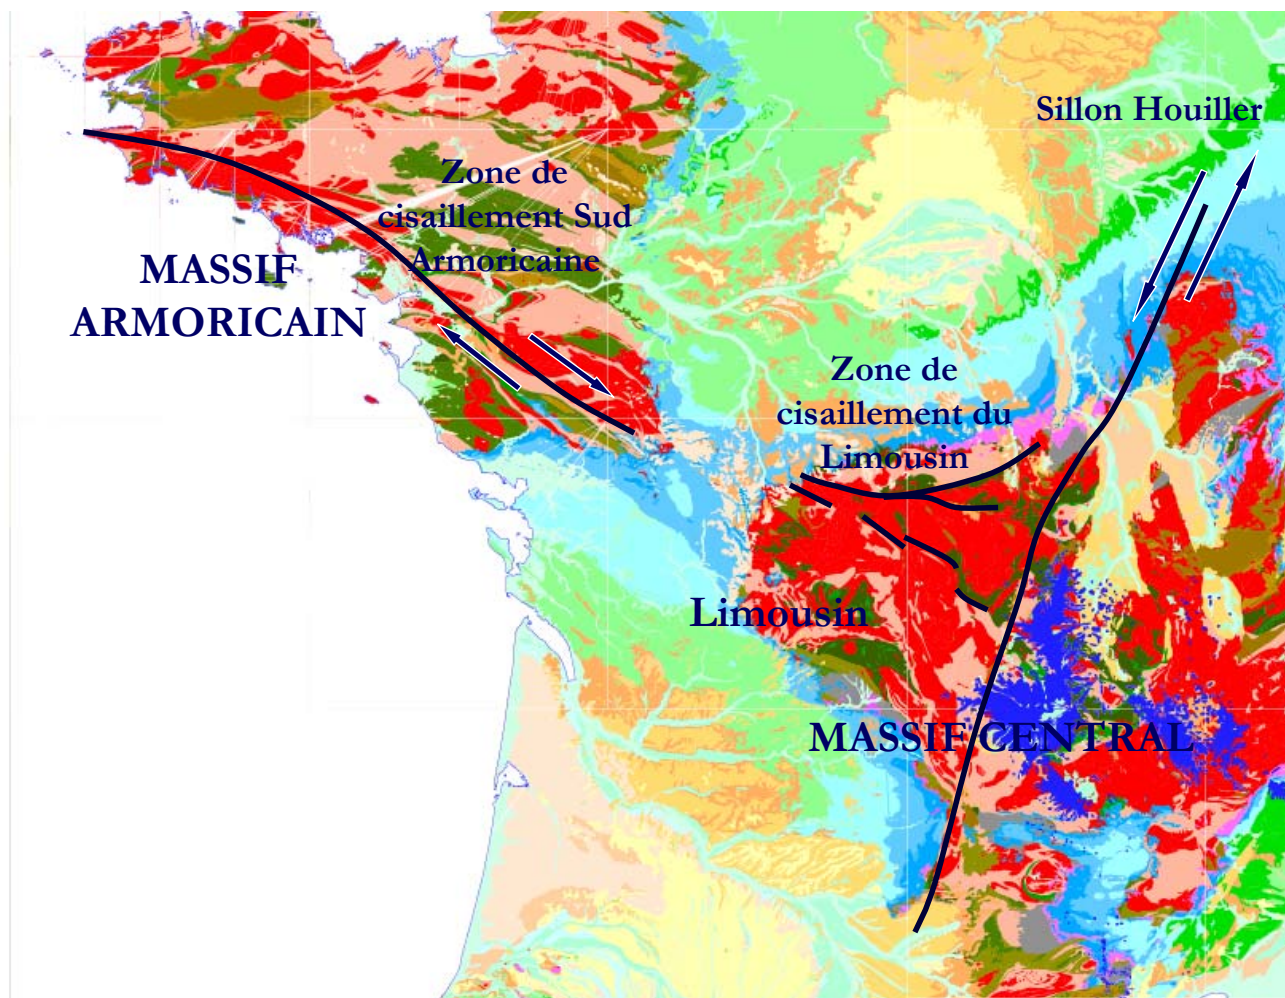 Sillon Houiller
Zone de
cisaillement Sud
Armoricaine
MASSIF
ARMORICAIN
Zone de
cisaillement du
Limousin
Limousin
MASSIF CENTRAL